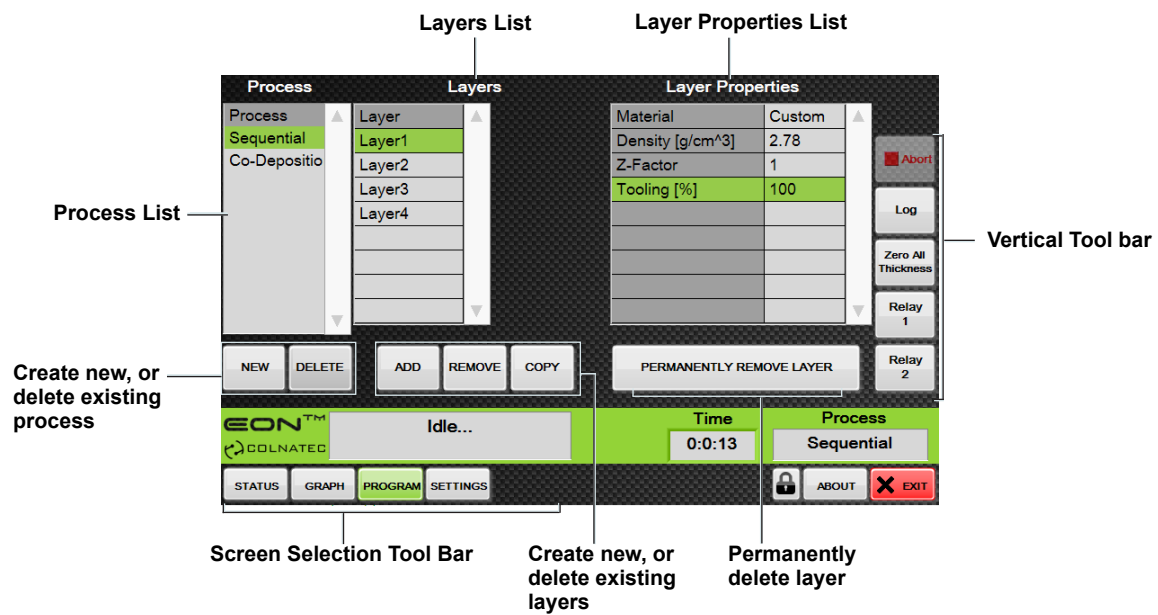 Layers List
Layer Properties List
Process
Layers
Layer Properties
Process
Sequential
Co-Depositio
Layer
Layer1
Layer2
Layer3
Layer4
Material Custom
Density [g/cm^3] 2.78
Z-Factor 1
Tooling [%] 100
Abort
Log
Zero All
Thickness
Relay
1
Relay
2
Process List
Vertical Tool bar
Create new, or
delete existing
process
NEW DELETE
ADD REMOVE COPY
PERMANENTLY REMOVE LAYER
EON™
COLNATEC
Idle...
Time
0:0:13
Process
Sequential
STATUS GRAPH PROGRAM SETTINGS
ABOUT X EXIT
Screen Selection Tool Bar
Create new, or
delete existing
layers
Permanently
delete layer